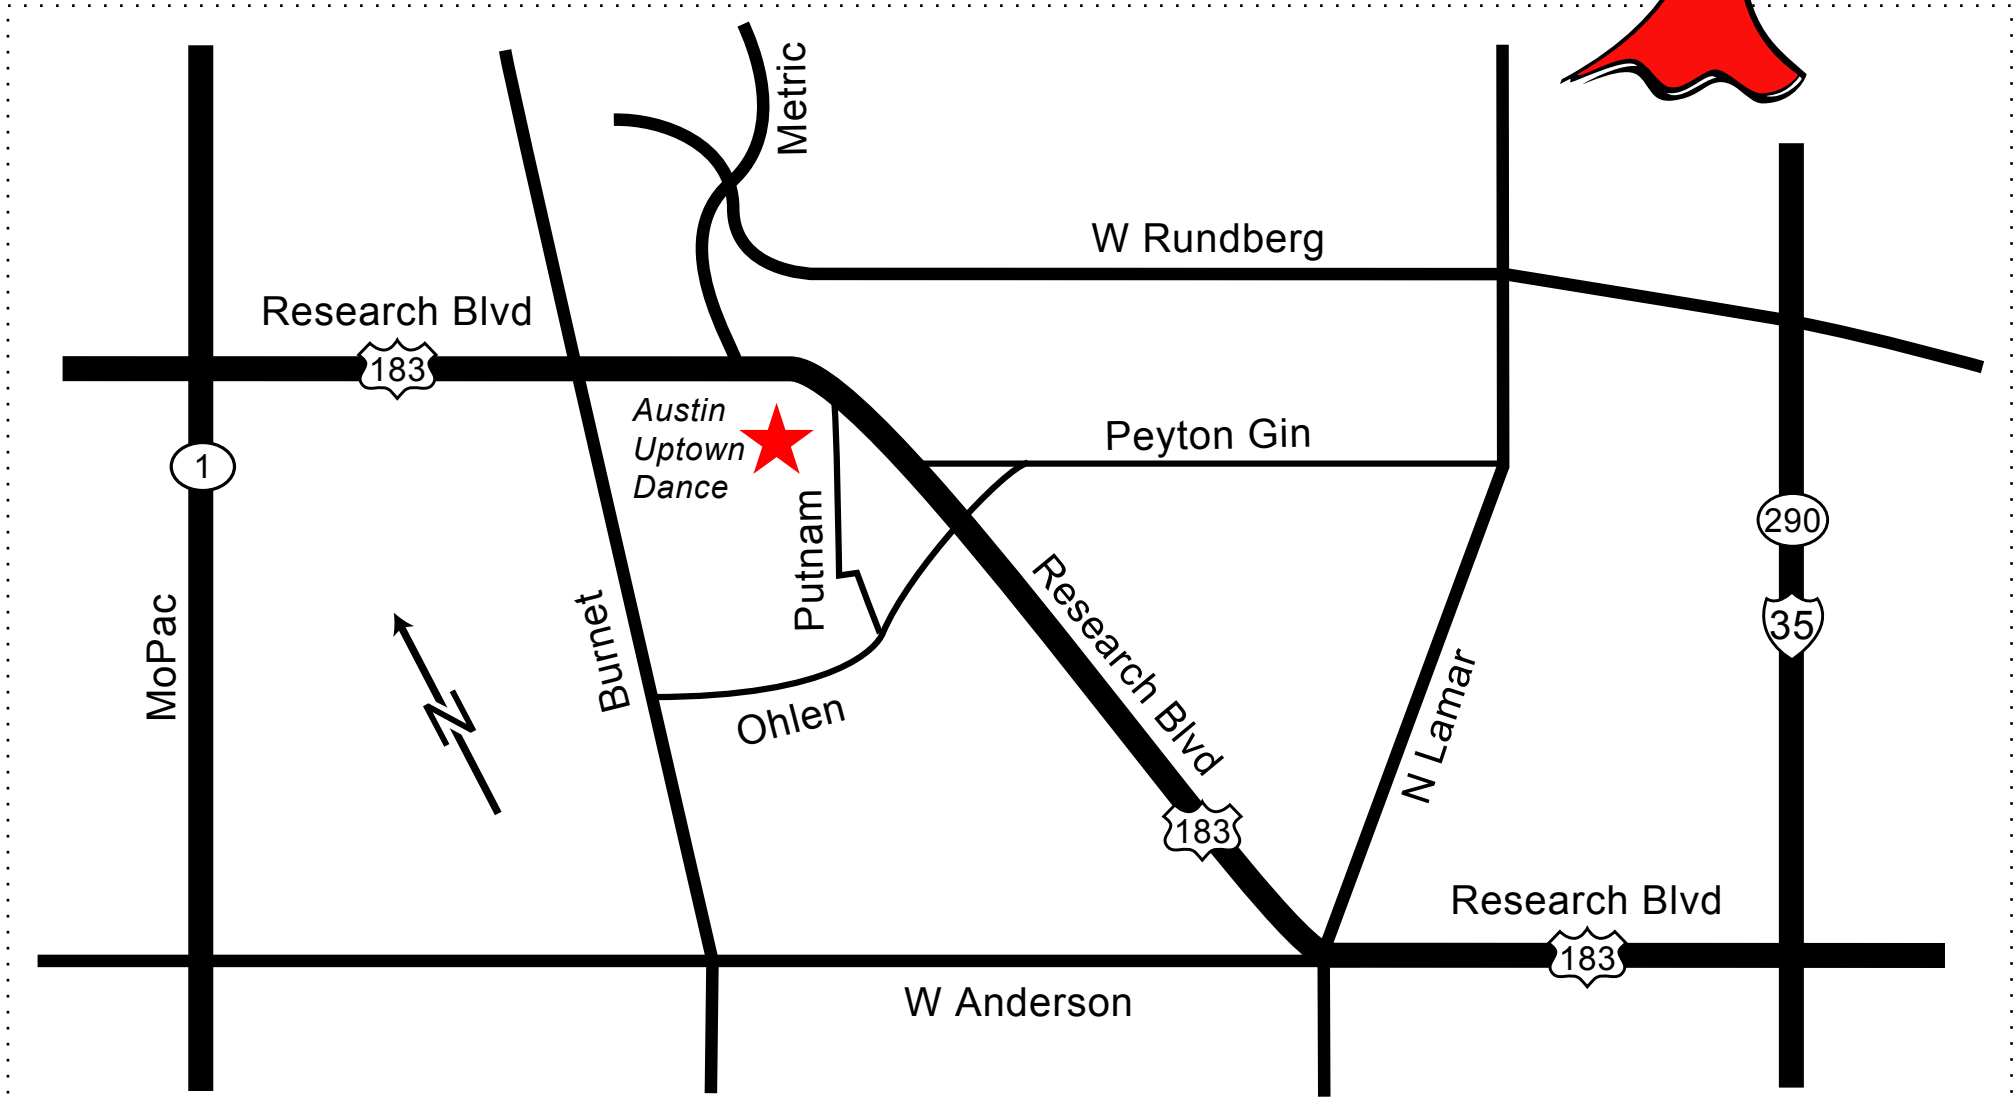 Metric
W Rundberg
Research Blvd
183
Austin
Uptown
Dance
Peyton Gin
1
Putnam
290
Research Blvd
35
MoPac
Burnet
N
Ohlen
N Lamar
183
Research Blvd
183
W Anderson